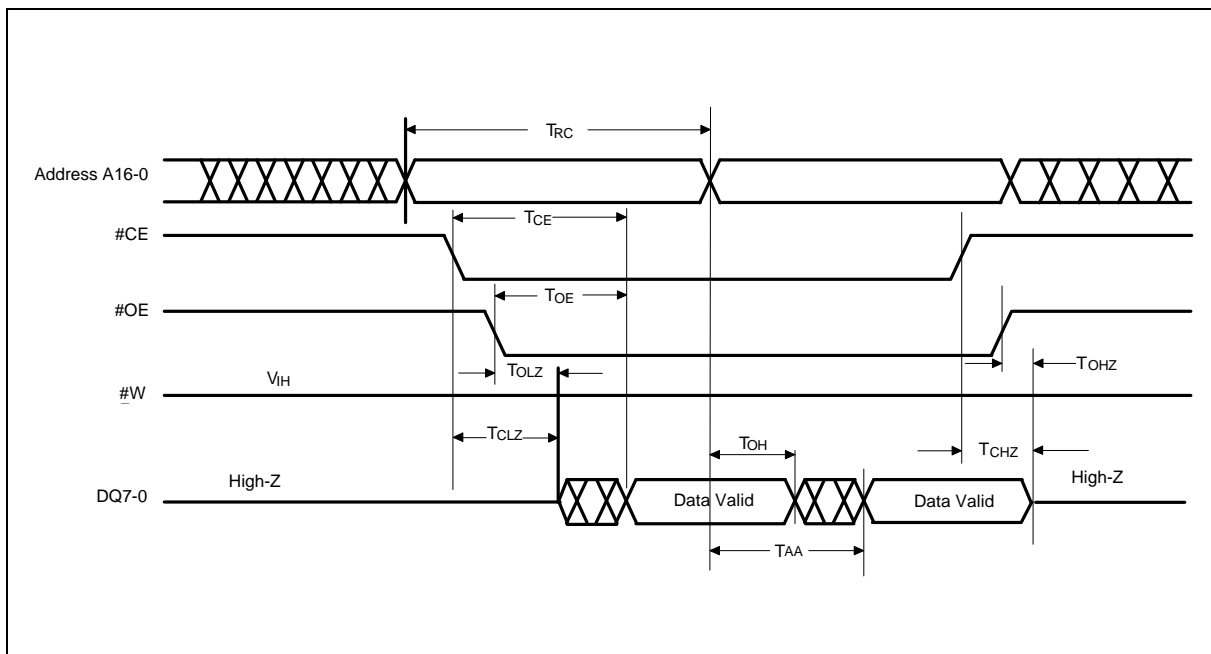 TRC
Address A16-0
TCE
#CE
TOE
#OE
TOLZ
TOHZ
VIH
#W
TCLZ
TOH
TCHZ
High-Z
High-Z
DQ7-0
Data Valid
Data Valid
TAA